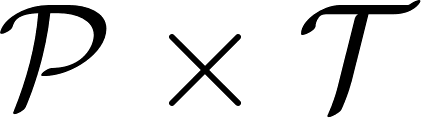 𝒫 × 𝒯